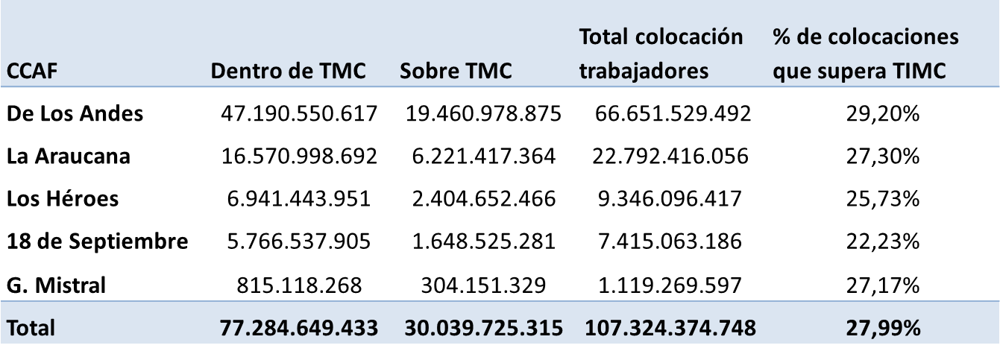 CCAF Dentro de TMC Sobre TMC Total colocación trabajadores % de colocaciones que supera TIMC
De Los Andes 47.190.550.617 19.460.978.875 66.651.529.492 29,20%
La Araucana 16.570.998.692 6.221.417.364 22.792.416.056 27,30%
Los Héroes 6.941.443.951 2.404.652.466 9.346.096.417 25,73%
18 de Septiembre 5.766.537.905 1.648.525.281 7.415.063.186 22,23%
G. Mistral 815.118.268 304.151.329 1.119.269.597 27,17%
Total 77.284.649.433 30.039.725.315 107.324.374.748 27,99%